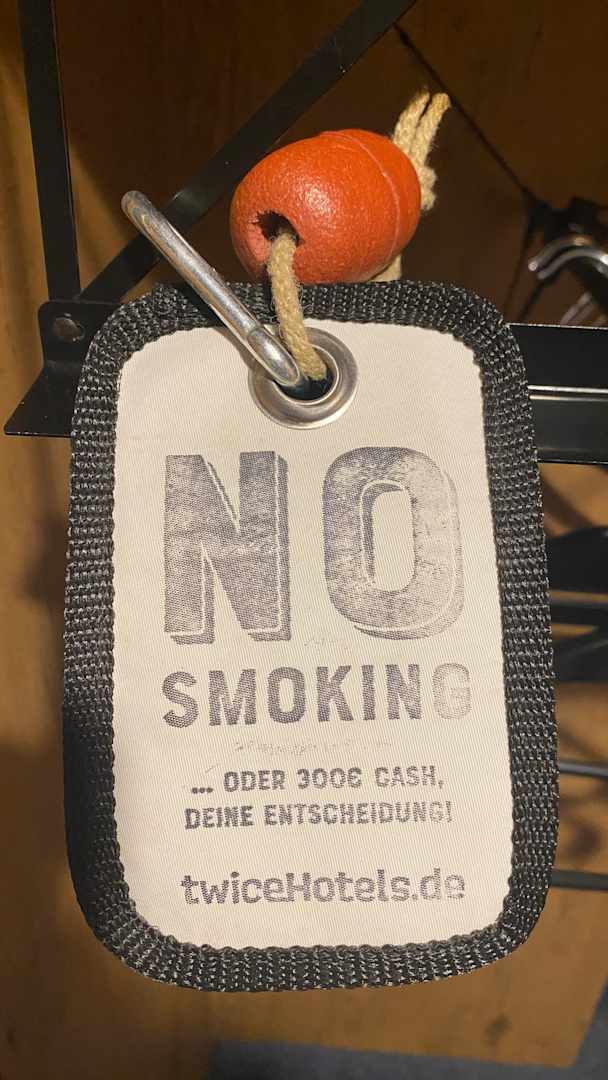 NO
SMOKING
... ODER 300€ CASH,
DEINE ENTSCHEIDUNG!
twiceHotels.de